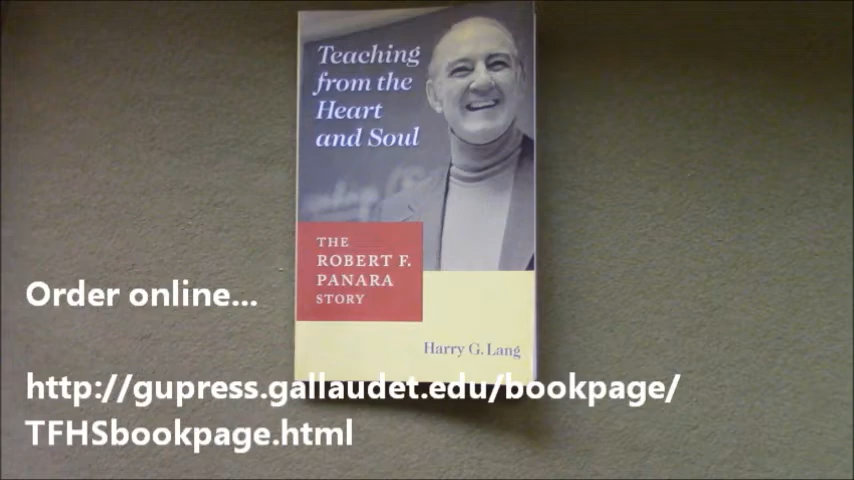 Teaching
from the
Heart
and Soul
THE
ROBERT F.
PANARA
STORY
Harry G. Lang
Order online...
http://gupress.gallaudet.edu/bookpage/
TFHSbookpage.html